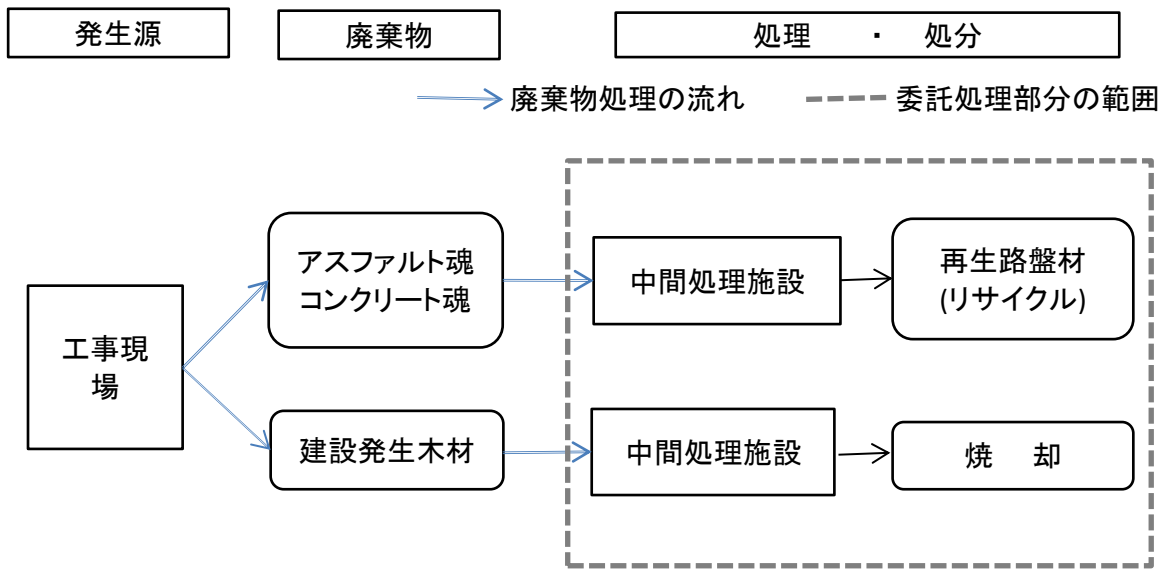 発生源
廃棄物
処理　・　処分
廃棄物処理の流れ
委託処理部分の範囲
工事現
場
アスファルト魂
コンクリート魂
中間処理施設
再生路盤材
(リサイクル)
建設発生木材
中間処理施設
焼　却